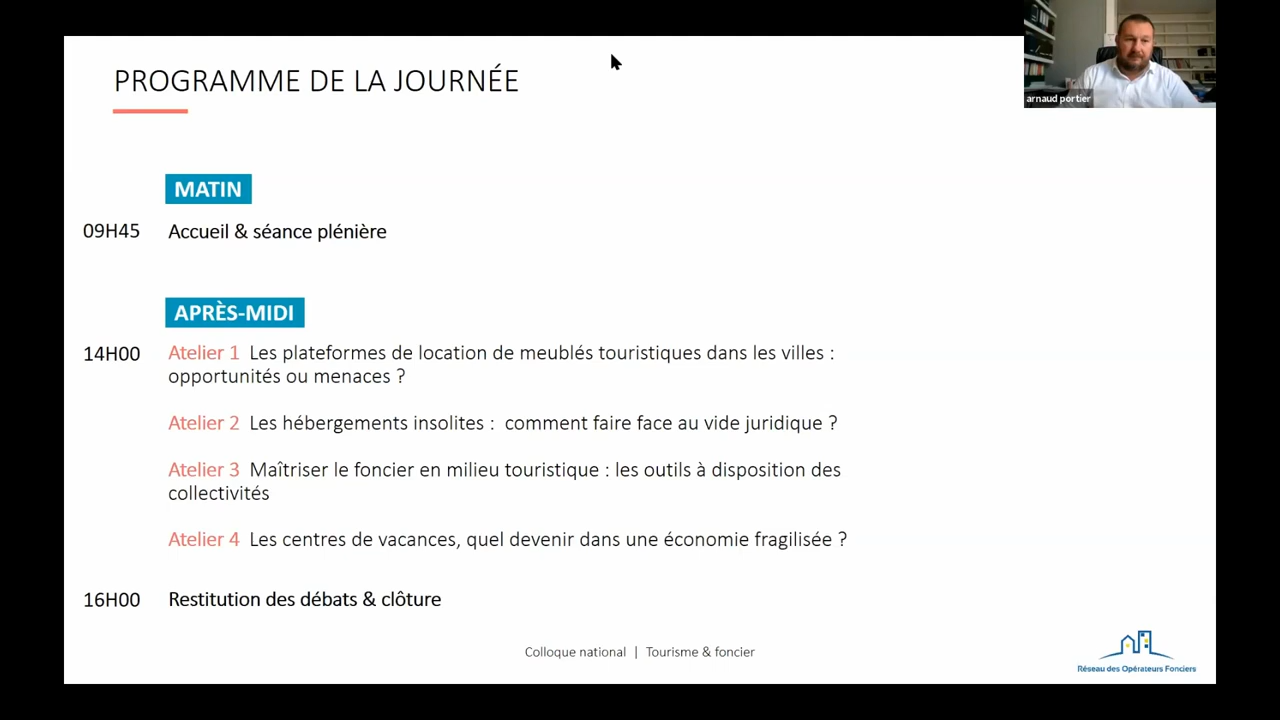 PROGRAMME DE LA JOURNÉE
arnaud portier
MATIN
09H45 Accueil & séance plénière
APRÈS-MIDI
14H00 Atelier 1 Les plateformes de location de meublés touristiques dans les villes :
opportunités ou menaces ?
Atelier 2 Les hébergements insolites : comment faire face au vide juridique ?
Atelier 3 Maîtriser le foncier en milieu touristique : les outils à disposition des
collectivités
Atelier 4 Les centres de vacances, quel devenir dans une économie fragilisée ?
16H00 Restitution des débats & clôture
Colloque national | Tourisme & foncier
Réseau des Opérateurs Fonciers